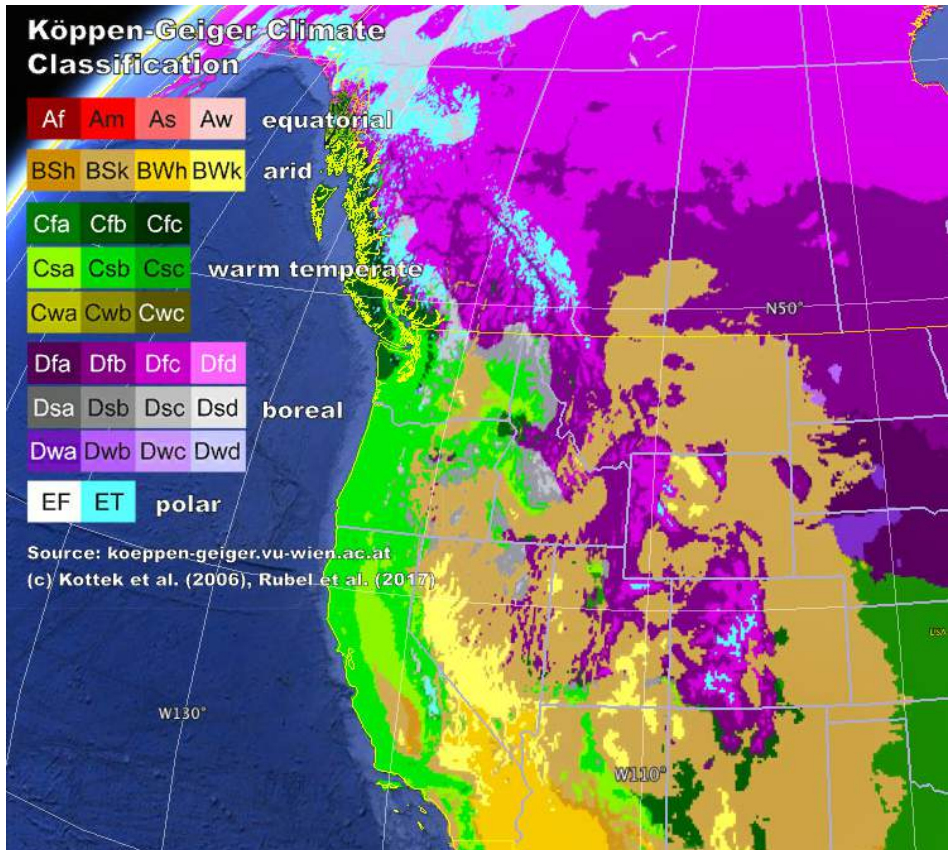 Köppen-Geiger Climate
Classification
Af Am As Aw equatorial
BSh BSk BWh BWk arid
Cfa Cfb Cfc
Csa Csb Csc warm temperate
Cwa Cwb Cwc
Dfa Dfb Dfc Dfd
Dsa Dsb Dsc Dsd boreal
Dwa Dwb Dwc Dwd
EF ET polar
Source: koeppen-geiger.vu-wien.ac.at
(c) Kottek et al. (2006), Rubel et al. (2017)
N50°
USA
W130°
W110°